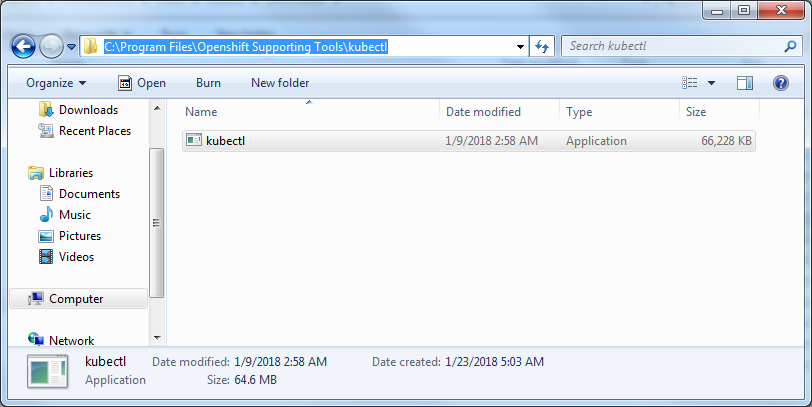 C:\Program Files\Openshift Supporting Tools\kubectl
Search kubectl
Organize Open Burn New folder
Name Date modified Type Size
kubectl 1/9/2018 2:58 AM Application 66,228 KB
Downloads
Recent Places
Libraries
Documents
Music
Pictures
Videos
Computer
Network
kubectl Date modified: 1/9/2018 2:58 AM Date created: 1/23/2018 5:03 AM
Application Size: 64.6 MB